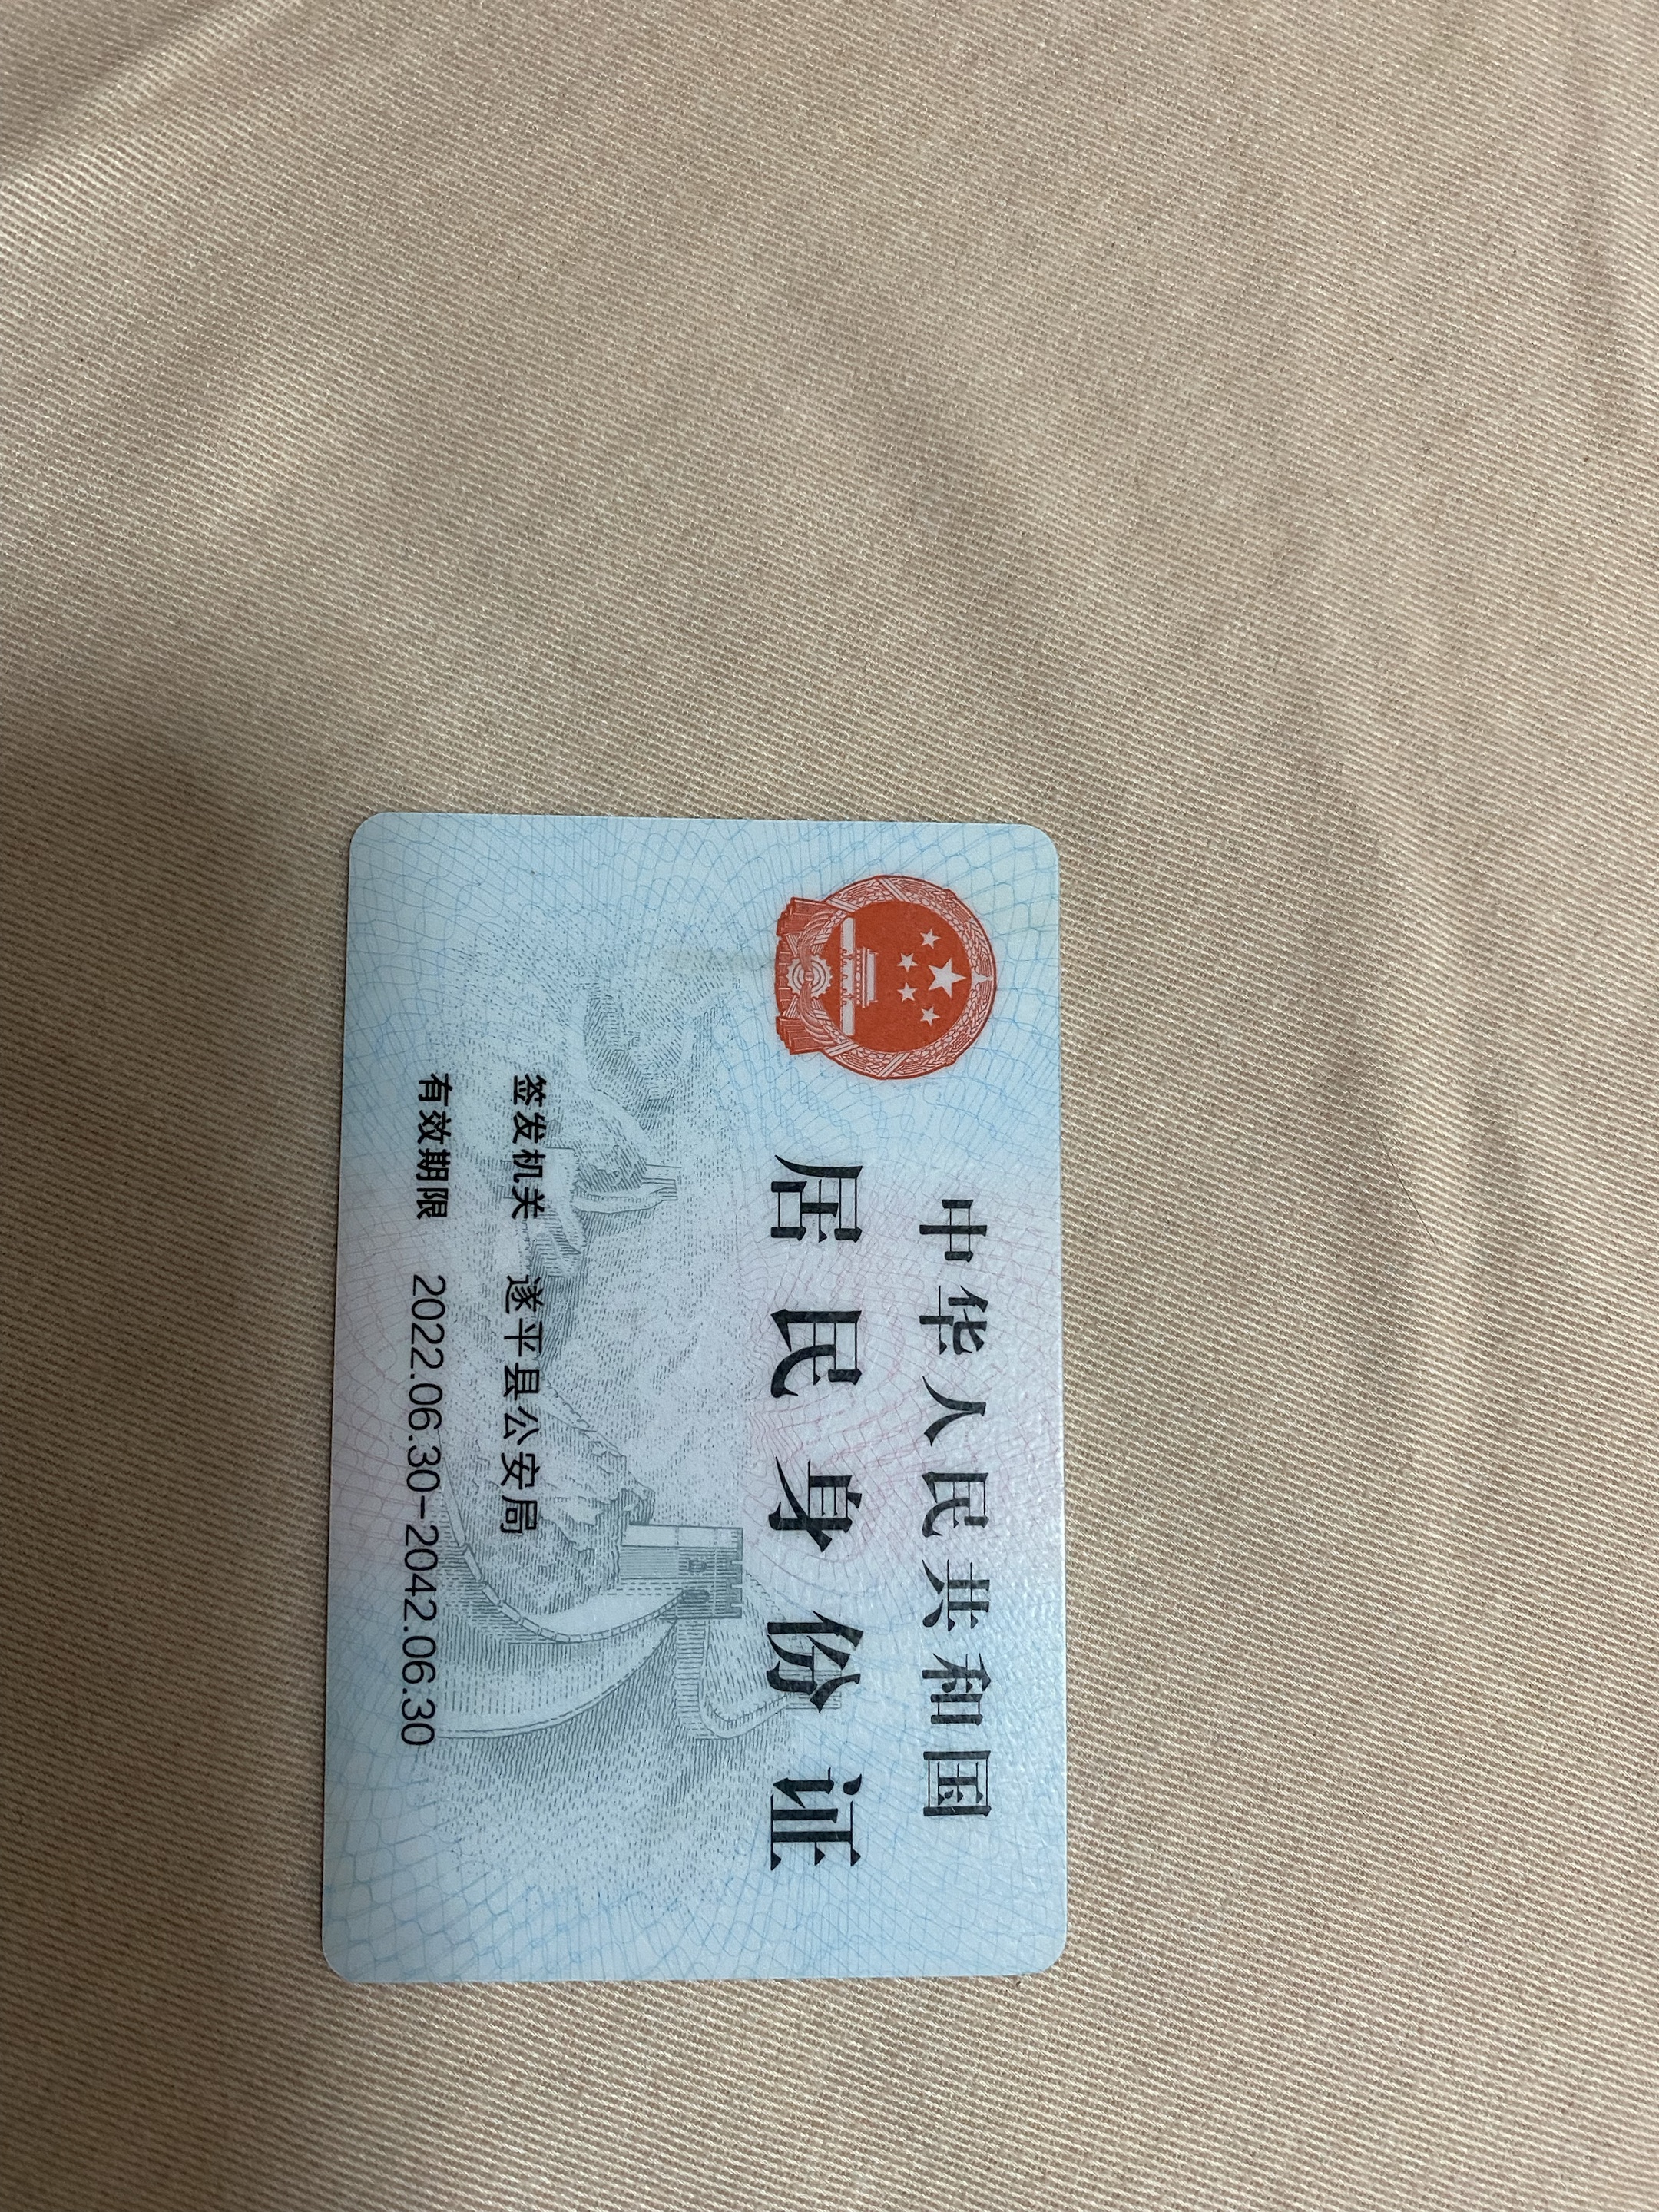 中华人民共和国
居民身份证
签发机关 遂平县公安局
有效期限 2022.06.30-2042.06.30